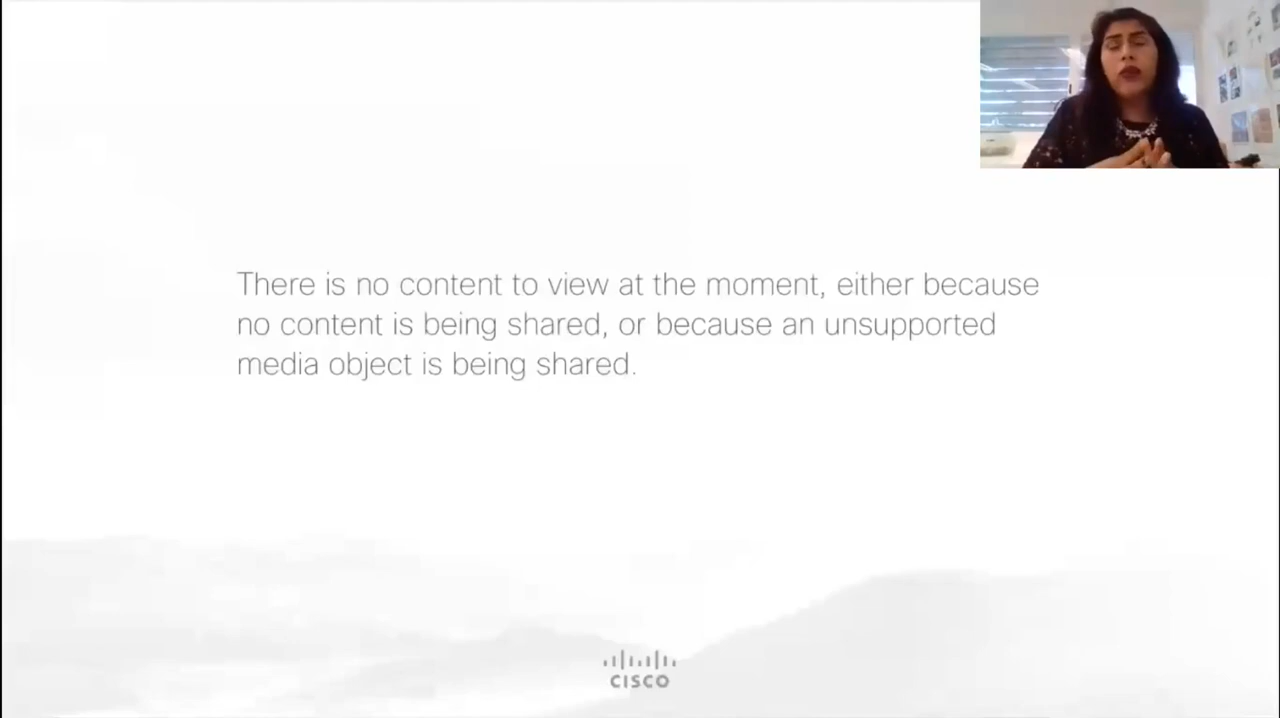 There is no content to view at the moment, either because
no content is being shared, or because an unsupported
media object is being shared.
CISCO